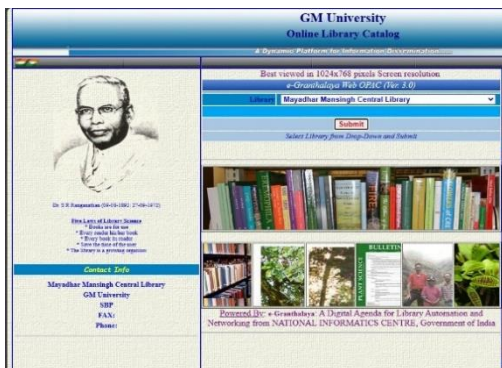 GM University
Online Library Catalog
A Dynamic Platform for Information Dissemination
Best viewed in 1024x768 pixels Screen resolution
e-Granthalaya Web OPAC (Ver. 3.0)
Library
Mayadhar Mansingh Central Library
Submit
Select Library from Drop-Down and Submit
Dr. S R Ranganathan
Five Laws of Library Science
* Books are for use
* Every reader his/her book
* Every book its reader
* Save the time of the user
* The library is a growing organism
Contact Info
Mayadhar Mansingh Central Library
GM University
SBP
FAX:
Phone:
BULLETIN
PLANT SCIENCE
Powered By: e-Granthalaya: A Digital Agenda for Library Automation and
Networking from NATIONAL INFORMATICS CENTRE, Government of India